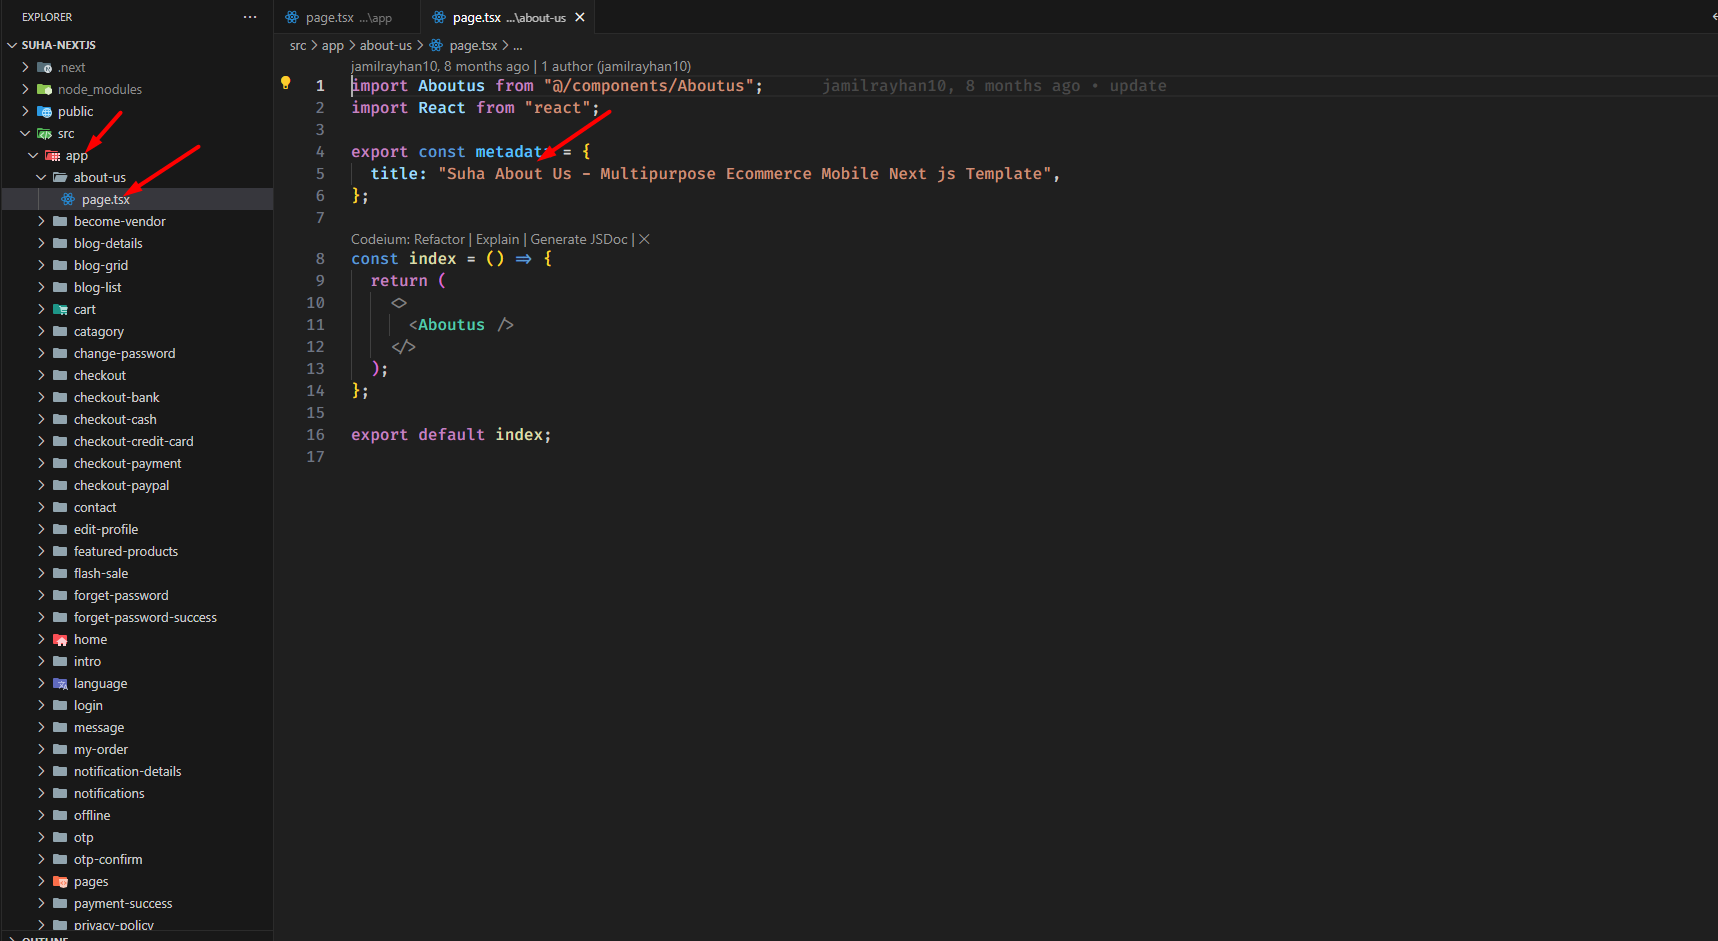 EXPLORER
···
SUHA-NEXTJS
.next
node_modules
public
src
app
about-us
page.tsx
become-vendor
blog-details
blog-grid
blog-list
cart
catagory
change-password
checkout
checkout-bank
checkout-cash
checkout-credit-card
checkout-payment
checkout-paypal
contact
edit-profile
featured-products
flash-sale
forget-password
forget-password-success
home
intro
language
login
message
my-order
notification-details
notifications
offline
otp
otp-confirm
pages
payment-success
privacy-policy
OUTLINE
page.tsx ...\app
page.tsx ...\about-us
src > app > about-us > page.tsx > ...
jamilrayhan10, 8 months ago | 1 author (jamilrayhan10)
1 import Aboutus from "@/components/Aboutus"; jamilrayhan10, 8 months ago • update
2 import React from "react";
3
4 export const metadata = {
5 title: "Suha About Us - Multipurpose Ecommerce Mobile Next js Template",
6 };
7
Codeium: Refactor | Explain | Generate JSDoc | ×
8 const index = () => {
9 return (
10 <>
11 <Aboutus />
12 </>
13 );
14 };
15
16 export default index;
17